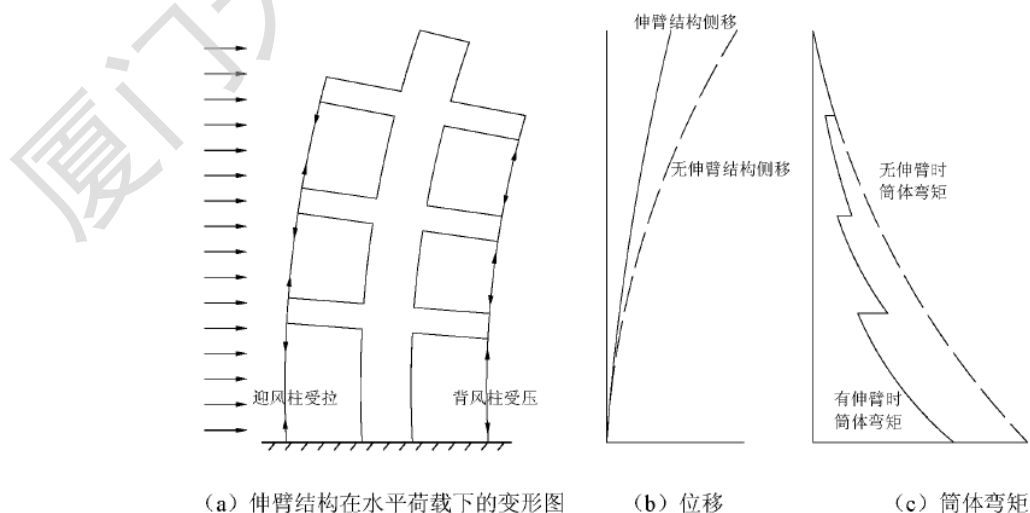 厦门大
伸臂结构侧移
无伸臂结构侧移
无伸臂时
筒体弯矩
迎风柱受拉
背风柱受压
有伸臂时
筒体弯矩
（a）伸臂结构在水平荷载下的变形图
（b）位移
（c）筒体弯矩